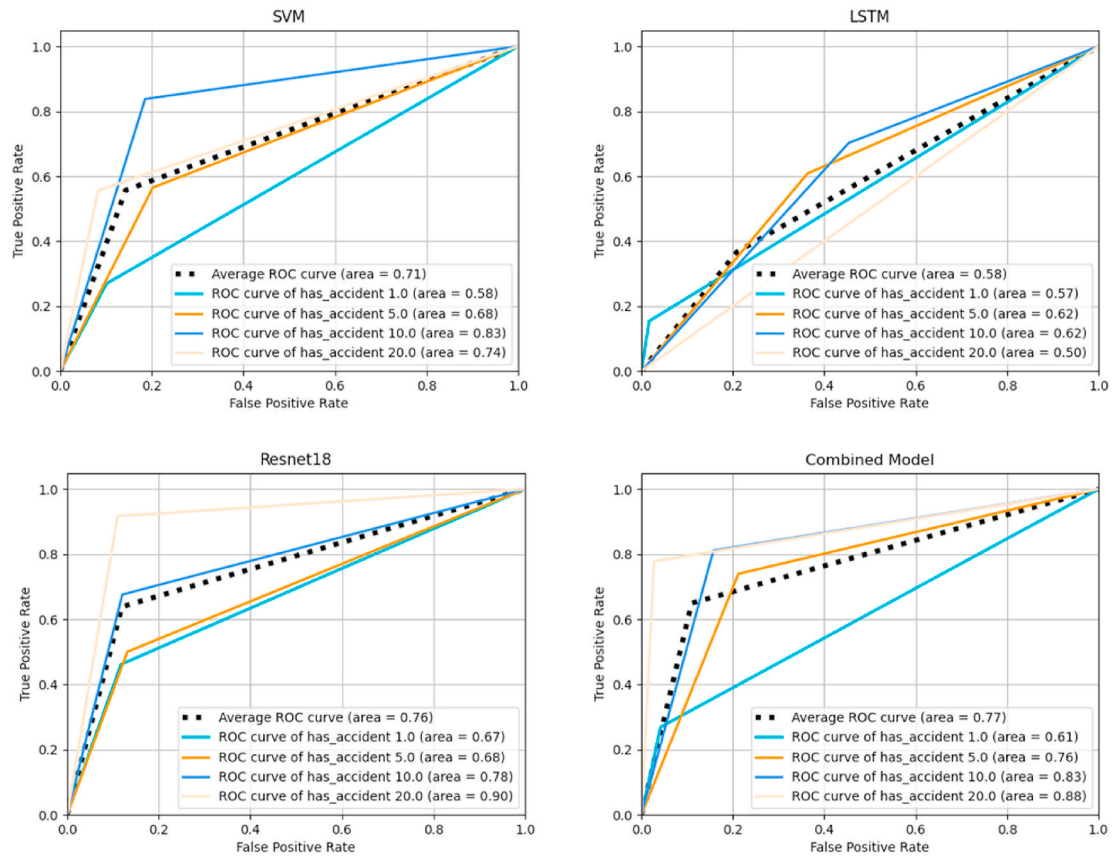 SVM
1.0
0.8
0.6
0.4
0.2
0.0
True Positive Rate
Average ROC curve (area = 0.71)
ROC curve of has_accident 1.0 (area = 0.58)
ROC curve of has_accident 5.0 (area = 0.68)
ROC curve of has_accident 10.0 (area = 0.83)
ROC curve of has_accident 20.0 (area = 0.74)
0.0 0.2 0.4 0.6 0.8 1.0
False Positive Rate
LSTM
1.0
0.8
0.6
0.4
0.2
0.0
True Positive Rate
Average ROC curve (area = 0.58)
ROC curve of has_accident 1.0 (area = 0.57)
ROC curve of has_accident 5.0 (area = 0.62)
ROC curve of has_accident 10.0 (area = 0.62)
ROC curve of has_accident 20.0 (area = 0.50)
0.0 0.2 0.4 0.6 0.8 1.0
False Positive Rate
Resnet18
1.0
0.8
0.6
0.4
0.2
0.0
True Positive Rate
Average ROC curve (area = 0.76)
ROC curve of has_accident 1.0 (area = 0.67)
ROC curve of has_accident 5.0 (area = 0.68)
ROC curve of has_accident 10.0 (area = 0.78)
ROC curve of has_accident 20.0 (area = 0.90)
0.0 0.2 0.4 0.6 0.8 1.0
False Positive Rate
Combined Model
1.0
0.8
0.6
0.4
0.2
0.0
True Positive Rate
Average ROC curve (area = 0.77)
ROC curve of has_accident 1.0 (area = 0.61)
ROC curve of has_accident 5.0 (area = 0.76)
ROC curve of has_accident 10.0 (area = 0.83)
ROC curve of has_accident 20.0 (area = 0.88)
0.0 0.2 0.4 0.6 0.8 1.0
False Positive Rate